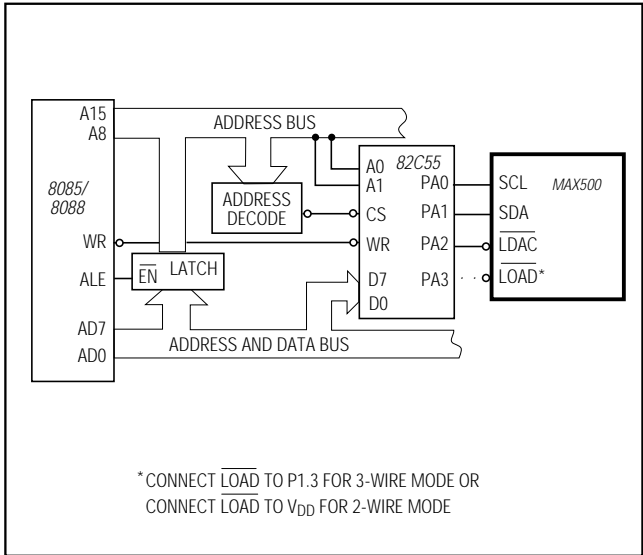 A15
A8
ADDRESS BUS
8085/
8088
ADDRESS
DECODE
WR
ALE
EN LATCH
AD7
AD0
ADDRESS AND DATA BUS
82C55
A0
A1
CS
WR
D7
D0
PA0
PA1
PA2
PA3
MAX500
SCL
SDA
LDAC
LOAD*
* CONNECT LOAD TO P1.3 FOR 3-WIRE MODE OR
CONNECT LOAD TO VDD FOR 2-WIRE MODE